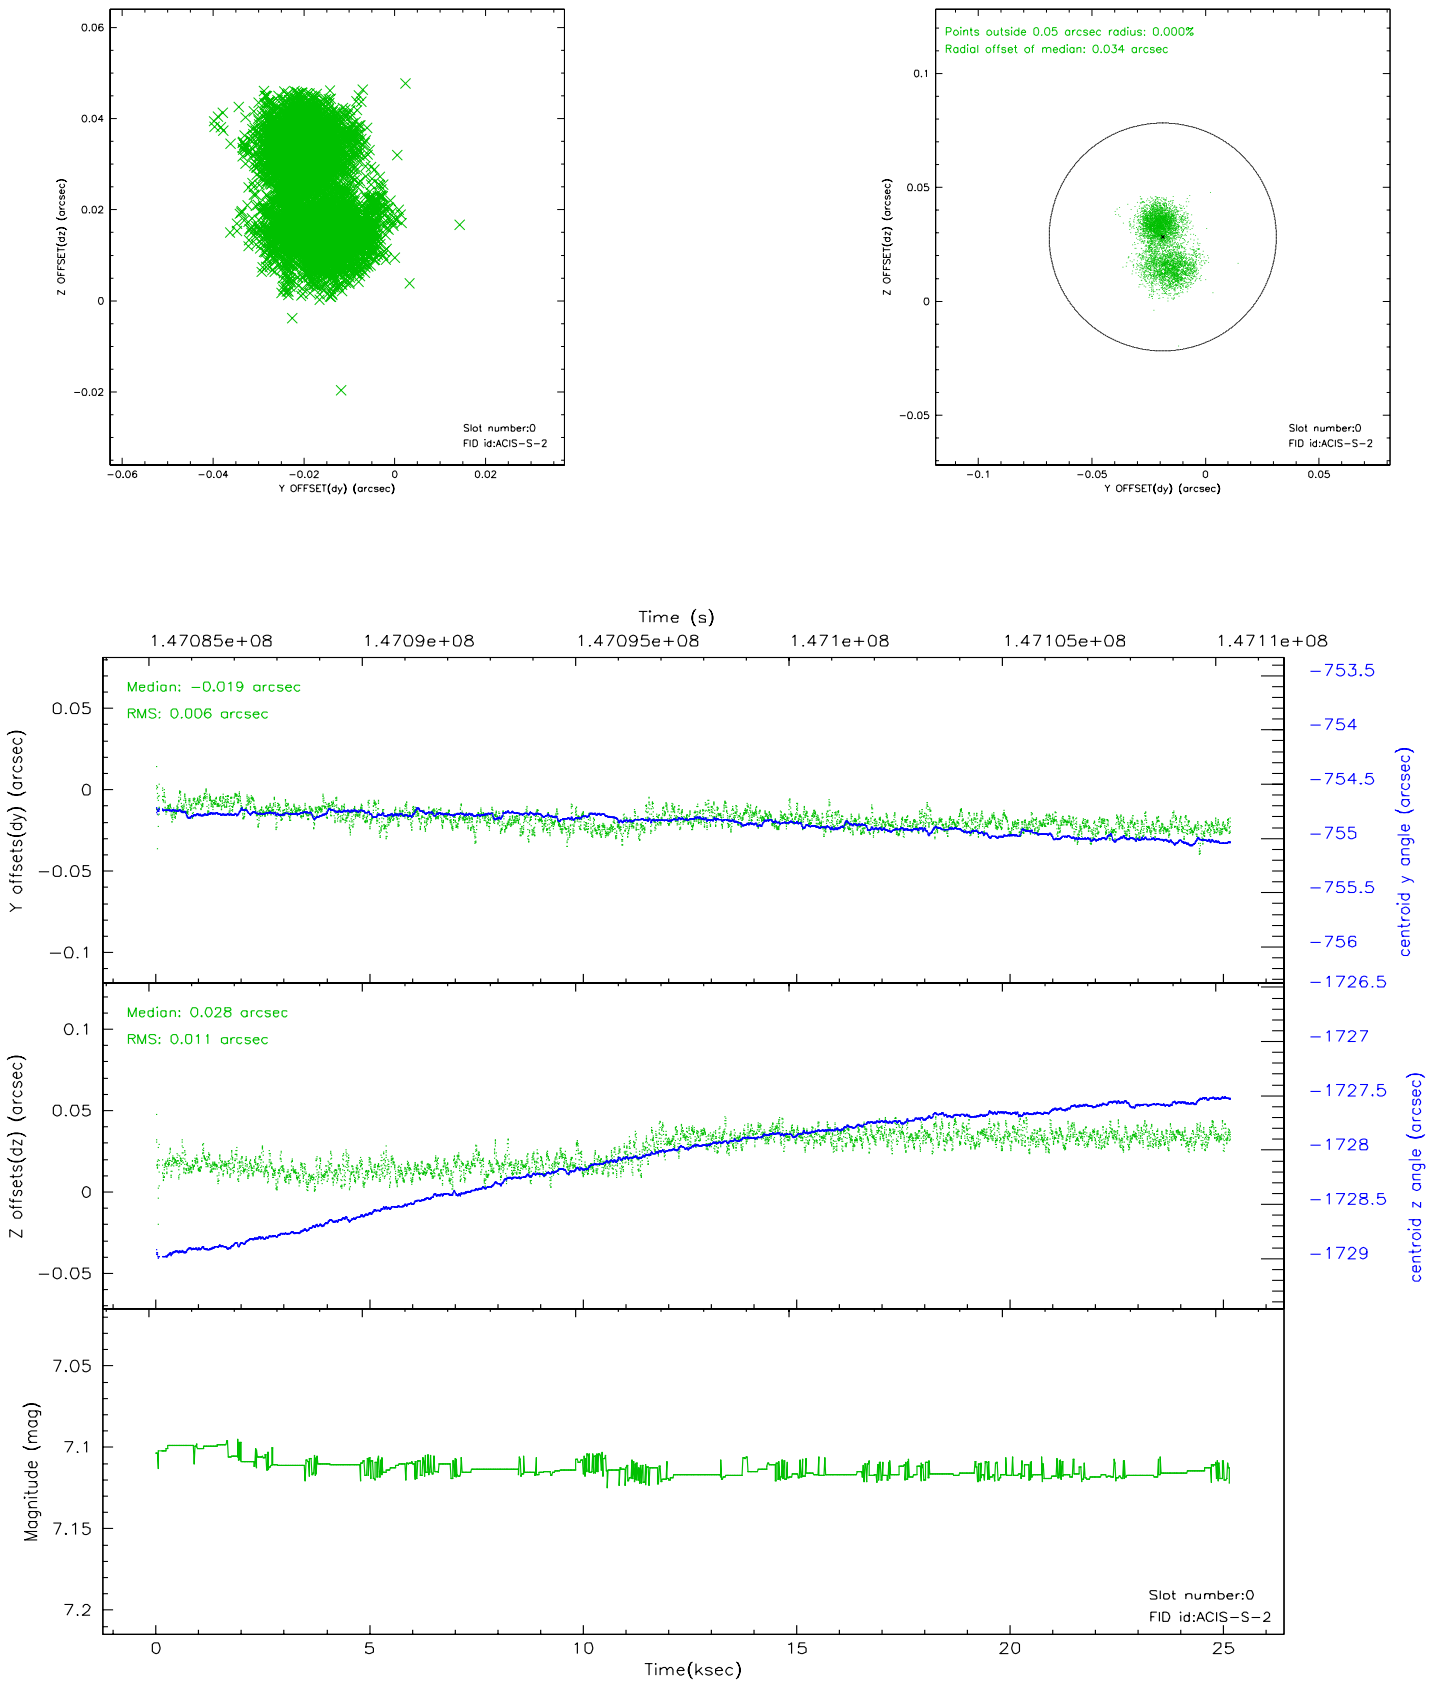 0.06
0.04
0.02
0
−0.02
Z OFFSET(dz) (arcsec)
Slot number:0
FID id:ACIS−S−2
−0.06 −0.04 −0.02 0 0.02
Y OFFSET(dy) (arcsec)
Points outside 0.05 arcsec radius: 0.000%
Radial offset of median: 0.034 arcsec
0.1
0.05
0
−0.05
Z OFFSET(dz) (arcsec)
Slot number:0
FID id:ACIS−S−2
−0.1 −0.05 0 0.05
Y OFFSET(dy) (arcsec)
Time (s)
1.47085e+08 1.4709e+08 1.47095e+08 1.471e+08 1.47105e+08 1.4711e+08
Median: −0.019 arcsec
RMS: 0.006 arcsec
0.05
0
−0.05
−0.1
Y offsets(dy) (arcsec)
−753.5
−754
−754.5
−755
−755.5
−756
centroid y angle (arcsec)
Median: 0.028 arcsec
RMS: 0.011 arcsec
0.1
0.05
0
−0.05
Z offsets(dz) (arcsec)
−1726.5
−1727
−1727.5
−1728
−1728.5
−1729
centroid z angle (arcsec)
7.05
7.1
7.15
7.2
Magnitude (mag)
Slot number:0
FID id:ACIS−S−2
0 5 10 15 20 25
Time(ksec)